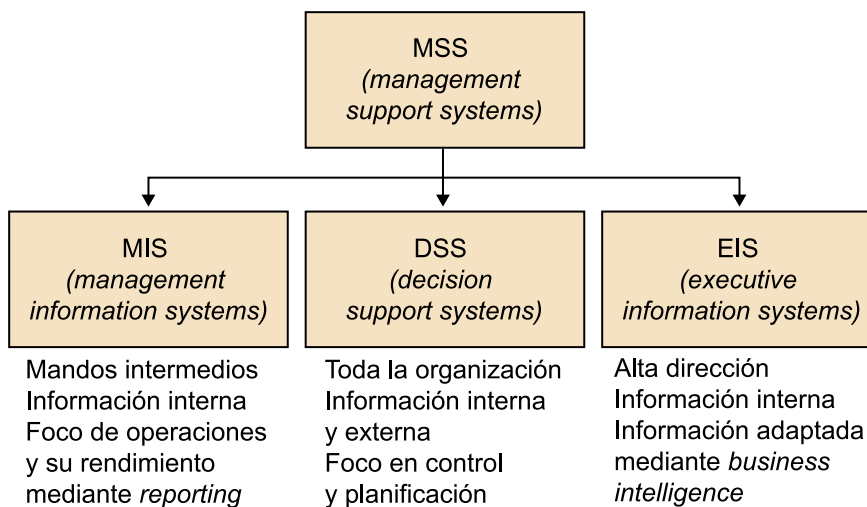 MSS
(management
support systems)
MIS
(management
information systems)
DSS
(decision
support systems)
EIS
(executive
information systems)
Mandos intermedios
Información interna
Foco de operaciones
y su rendimiento
mediante reporting
Toda la organización
Información interna
y externa
Foco en control
y planificación
Alta dirección
Información interna
Información adaptada
mediante business
intelligence